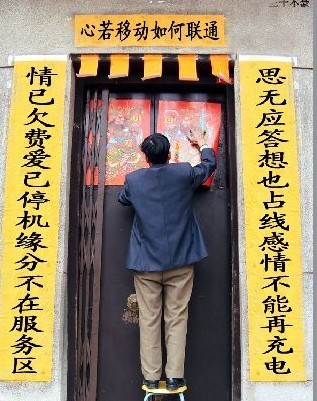 心若移动如何联通
思无应答想也占线感情不能再充电
情已欠费爱已停机缘分不在服务区